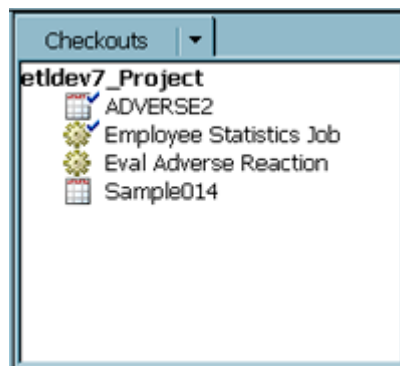 Checkouts
etldev7_Project
ADVERSE2
Employee Statistics Job
Eval Adverse Reaction
Sample014